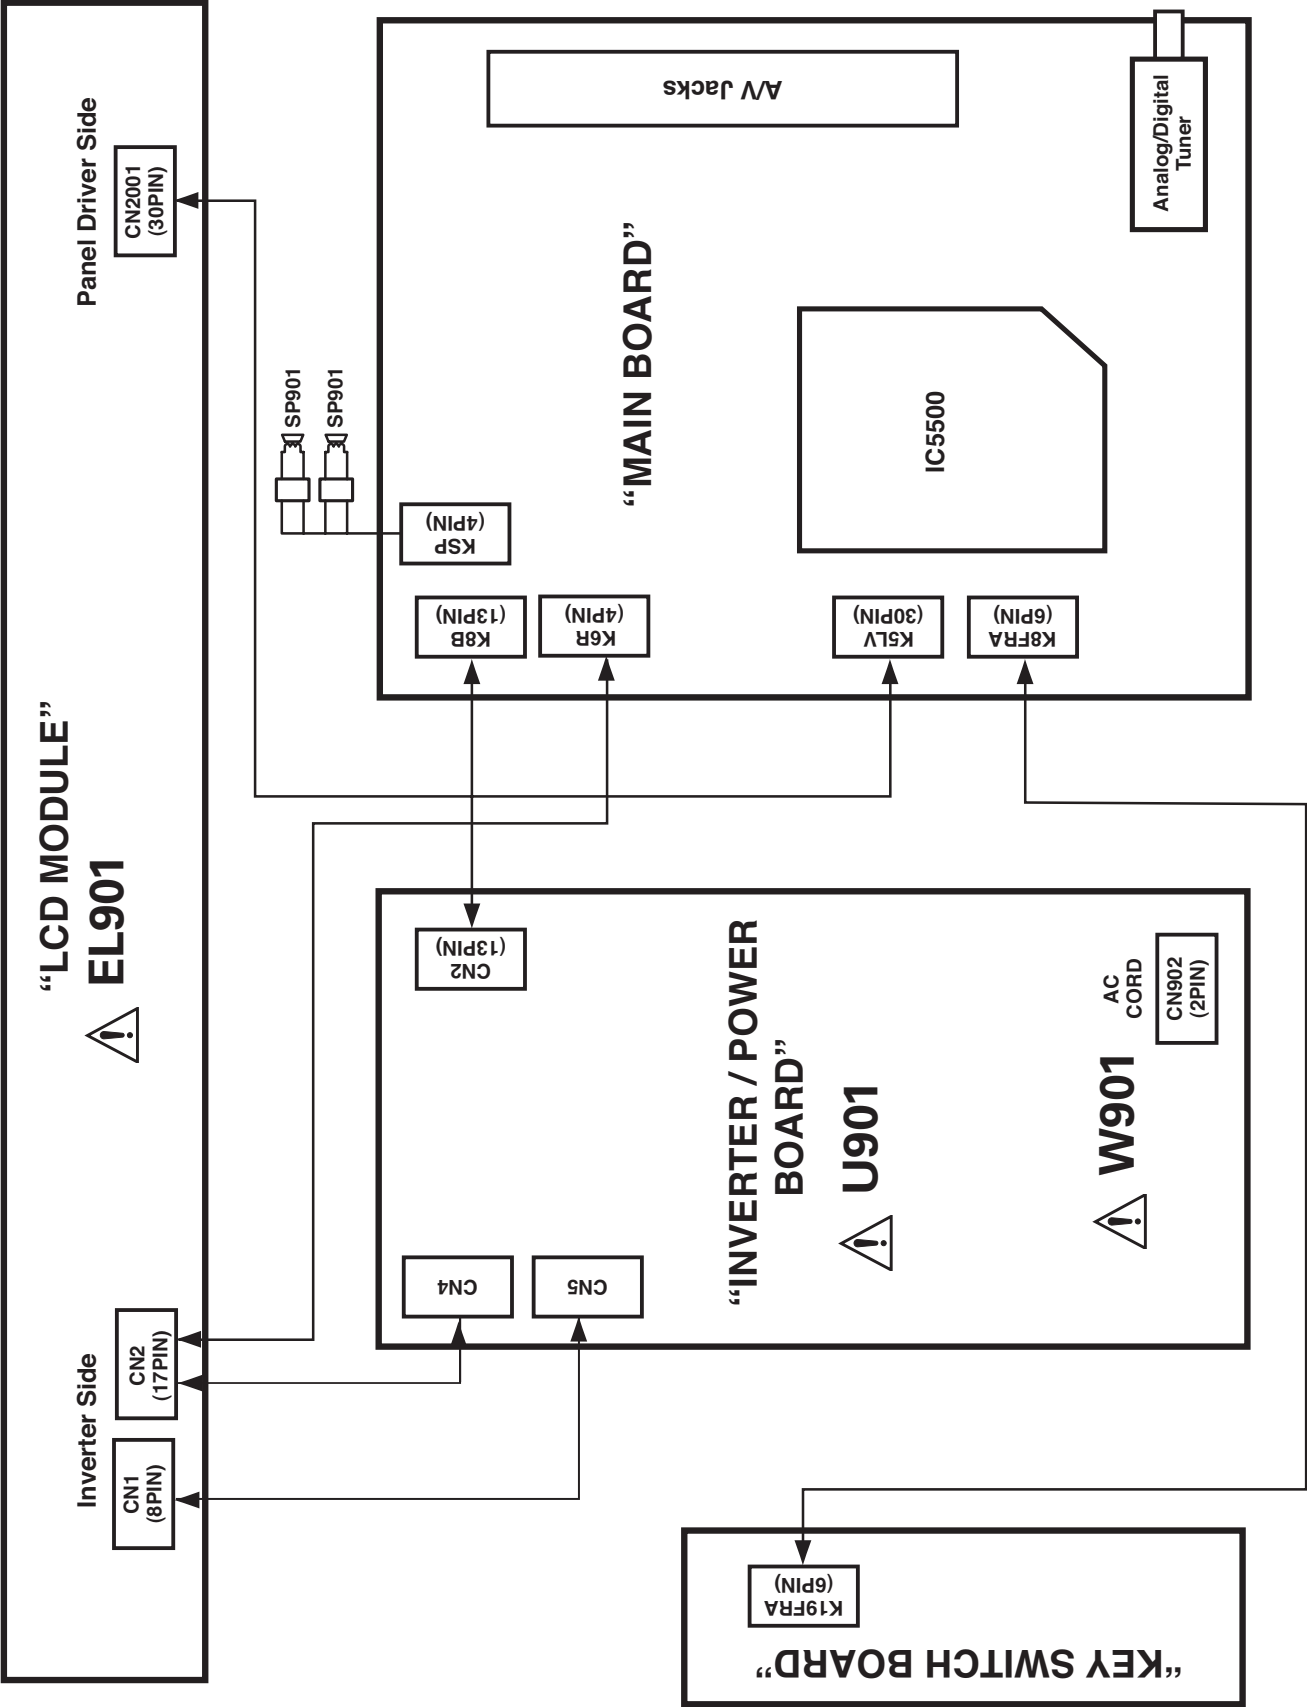 “LCD MODULE”
EL901
Inverter Side
CN1
(8PIN)
CN2
(17PIN)
Panel Driver Side
CN2001
(30PIN)
SP901
SP901
“MAIN BOARD”
KSP
(4PIN)
K8B
(13PIN)
K6R
(4PIN)
K5LV
(30PIN)
K8FRA
(6PIN)
IC5500
A/V Jacks
Analog/Digital
Tuner
“INVERTER / POWER
BOARD”
U901
CN2
(13PIN)
CN4
CN5
W901
AC
CORD
CN902
(2PIN)
“KEY SWITCH BOARD”
K19FRA
(6PIN)